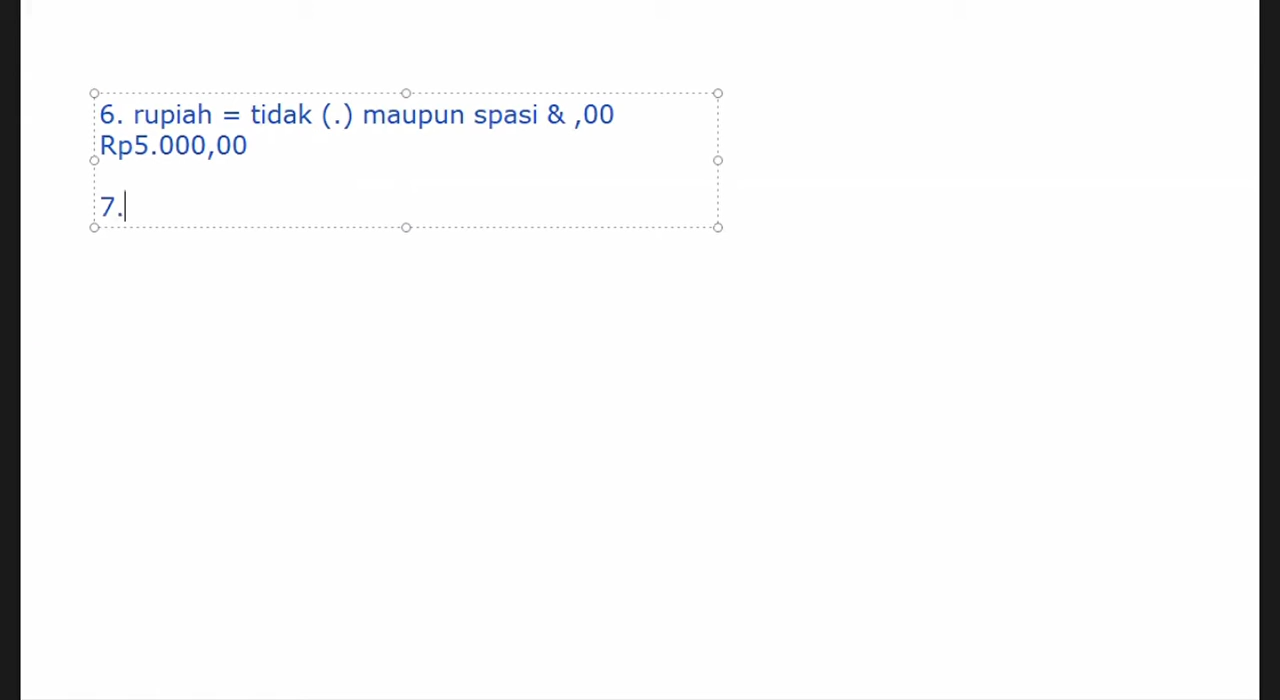 6. rupiah = tidak (.) maupun spasi & ,00
Rp5.000,00
7.